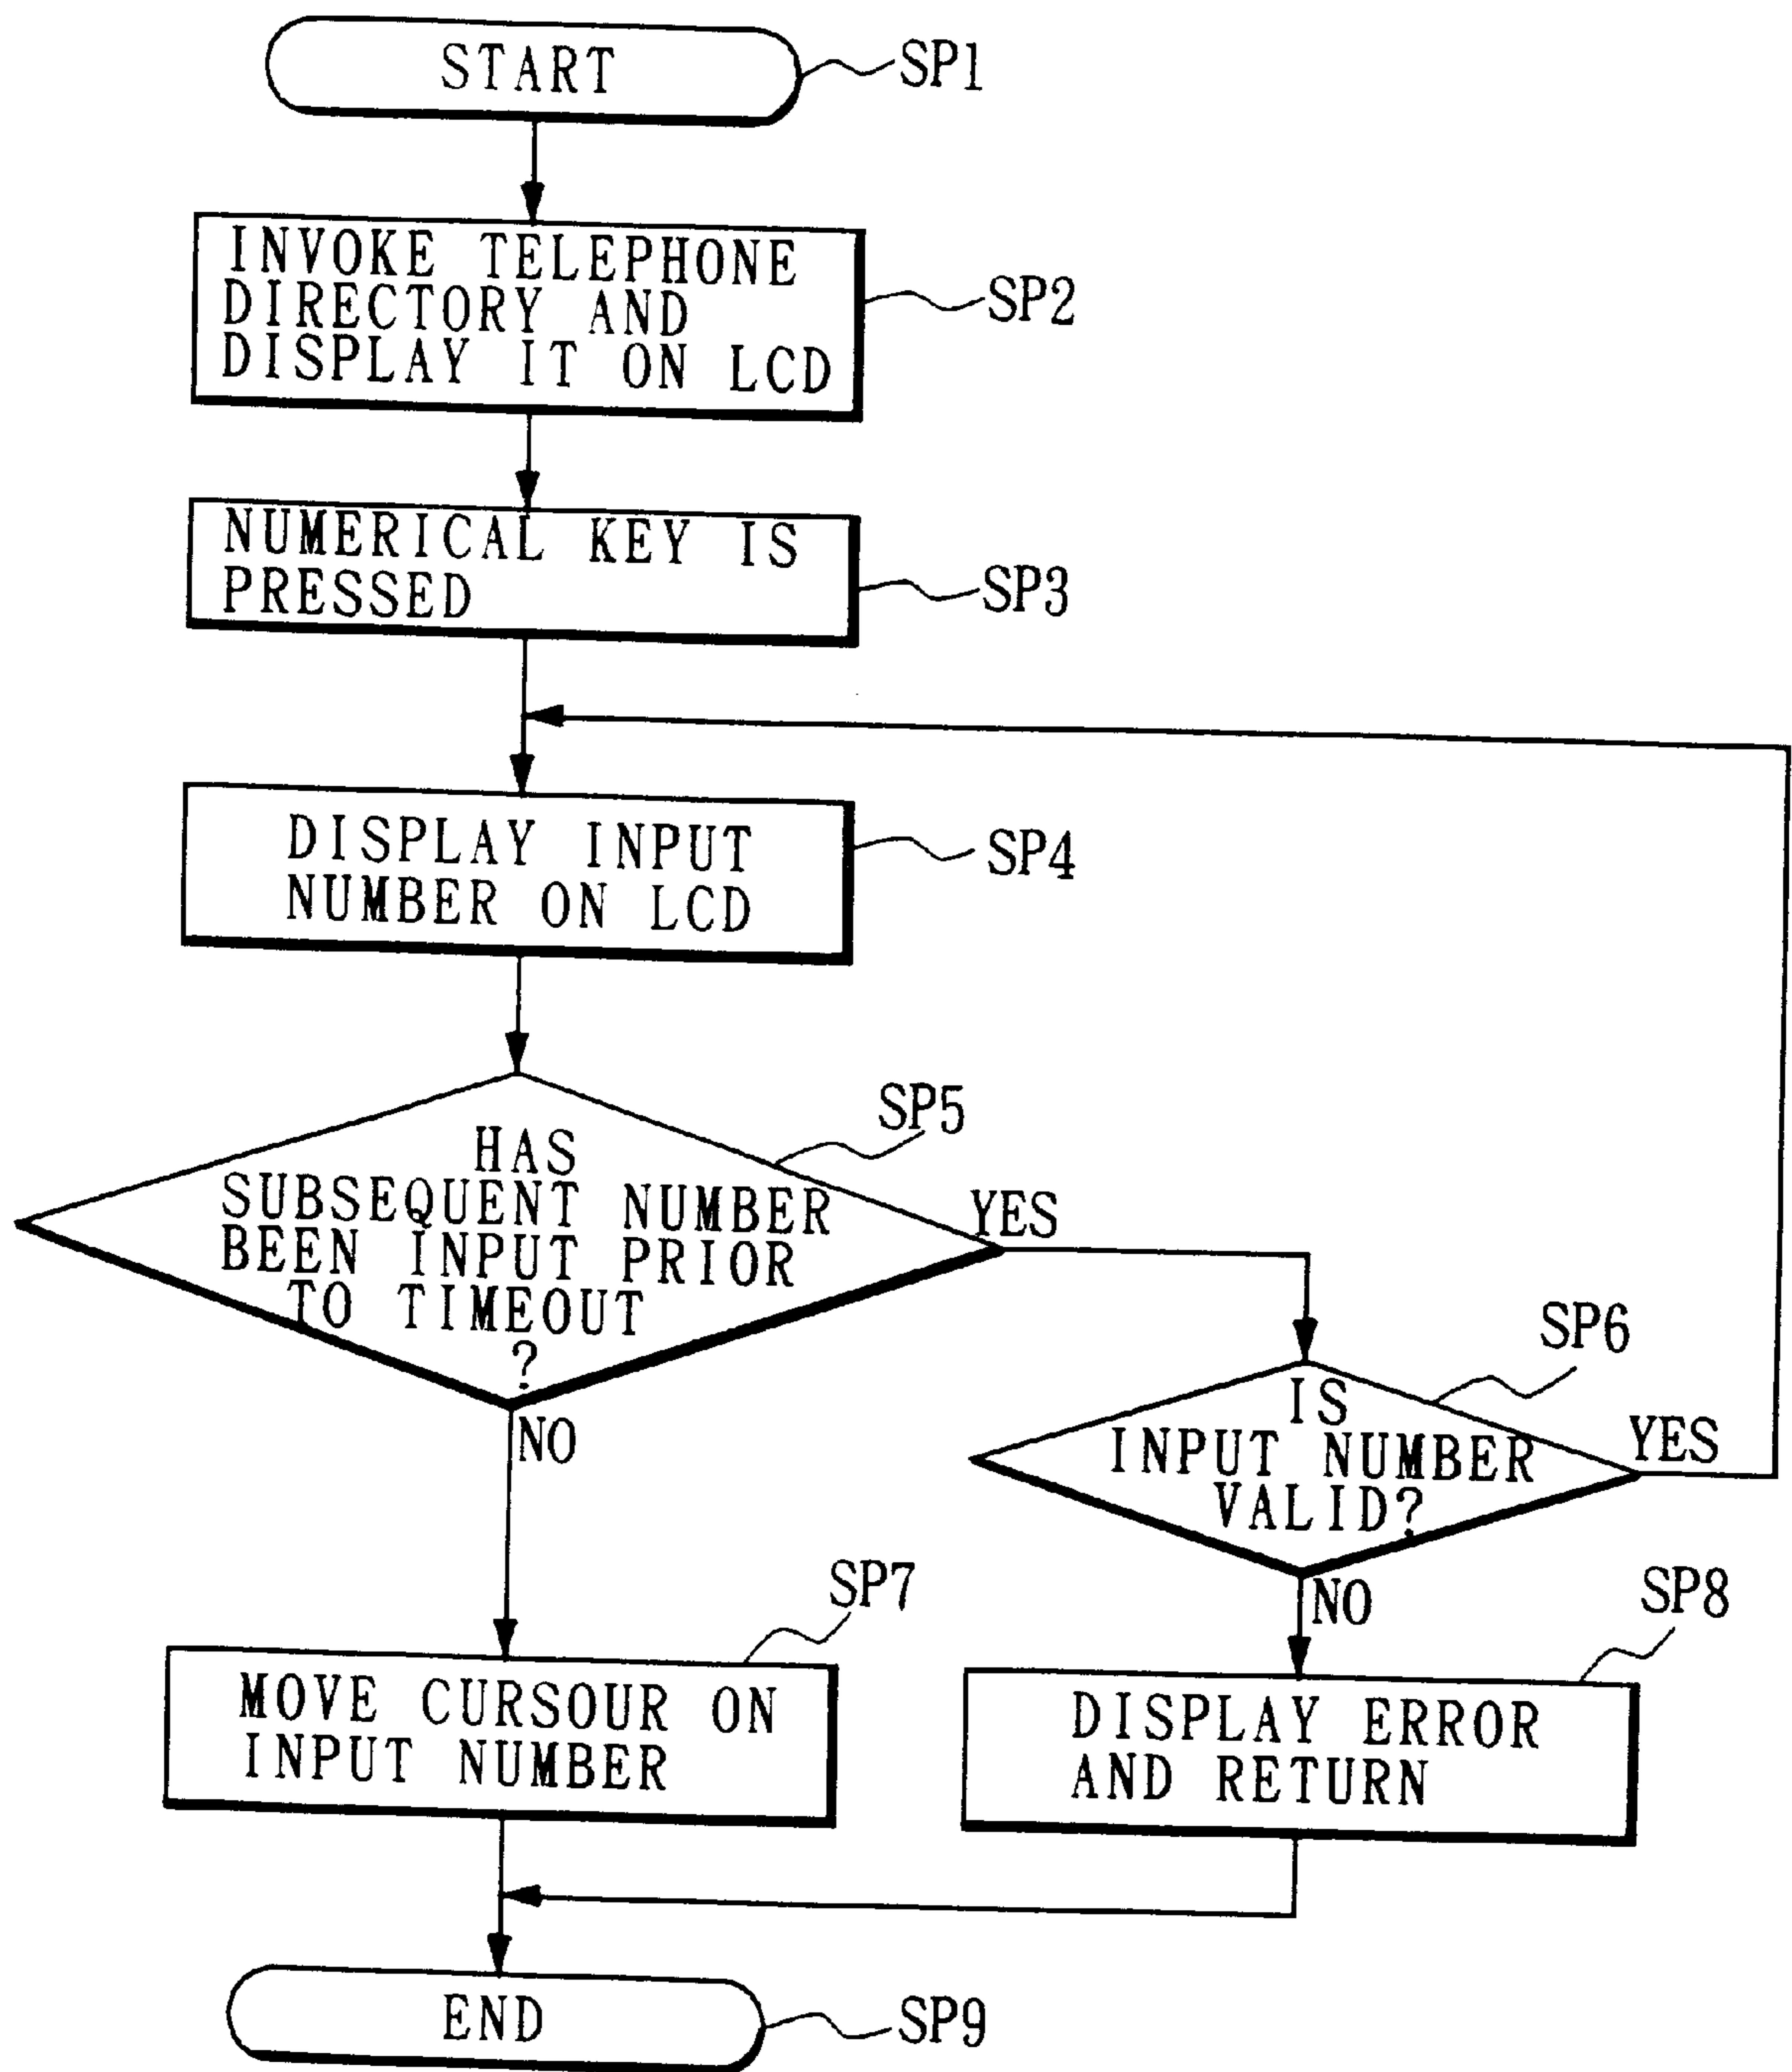 START
SP1
INVOKE TELEPHONE
DIRECTORY AND
DISPLAY IT ON LCD
SP2
NUMERICAL KEY IS
PRESSED
SP3
DISPLAY INPUT
NUMBER ON LCD
SP4
HAS
SUBSEQUENT NUMBER
BEEN INPUT PRIOR
TO TIMEOUT
?
SP5
YES
NO
IS
INPUT NUMBER
VALID?
SP6
YES
NO
MOVE CURSOUR ON
INPUT NUMBER
SP7
DISPLAY ERROR
AND RETURN
SP8
END
SP9